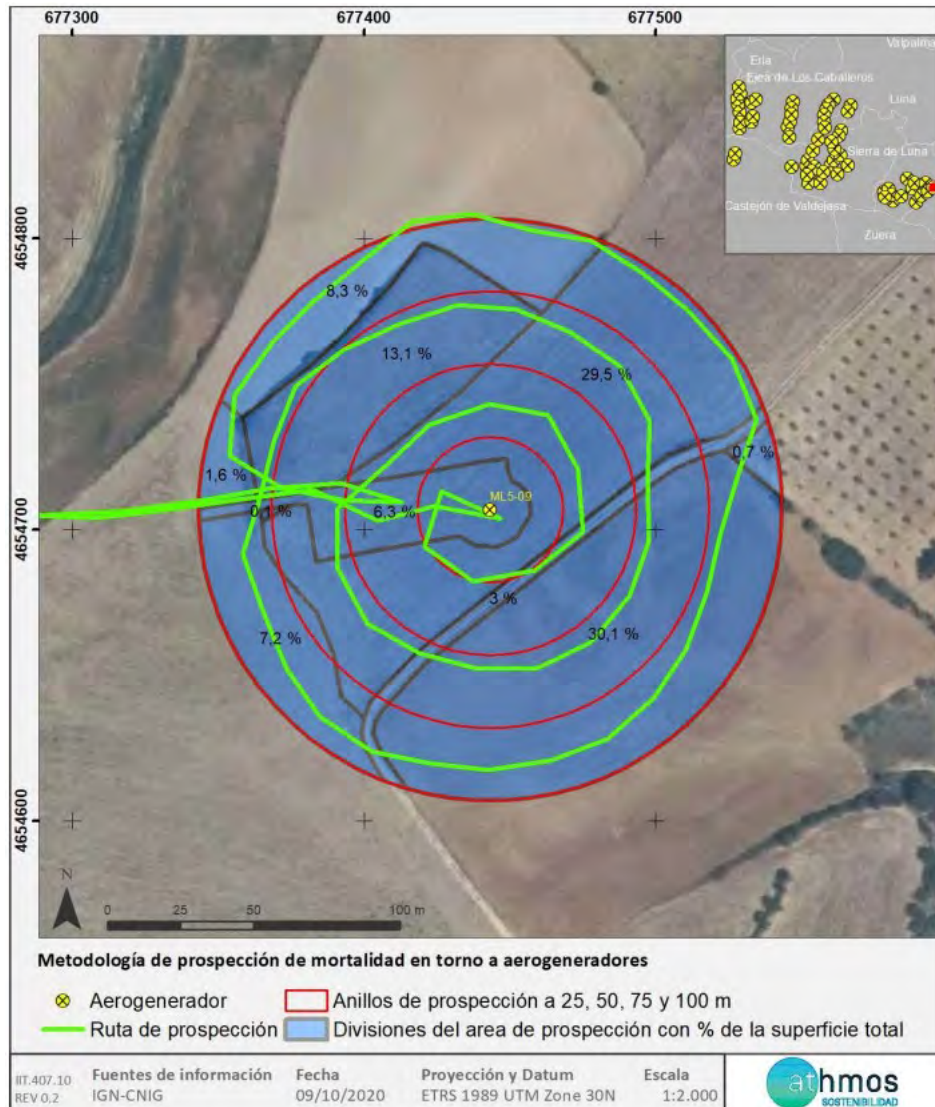 677300 677400 677500
Valpalmas
Erla
Ejea de Los Caballeros
Luna
Sierra de Luna
Castejón de Valdejasa
Zuera
4654800
4654700
4654600
8,3 %
13,1 %
29,5 %
0,7 %
1,6 %
ML5-09
0,1 %
6,3 %
3 %
7,2 %
30,1 %
N
0 25 50 100 m
Metodología de prospección de mortalidad en torno a aerogeneradores
Aerogenerador
Anillos de prospección a 25, 50, 75 y 100 m
Ruta de prospección
Divisiones del area de prospección con % de la superficie total
IIT.407.10
REV 0,2
Fuentes de información
IGN-CNIG
Fecha
09/10/2020
Proyección y Datum
ETRS 1989 UTM Zone 30N
Escala
1:2.000
athmos
SOSTENIBILIDAD